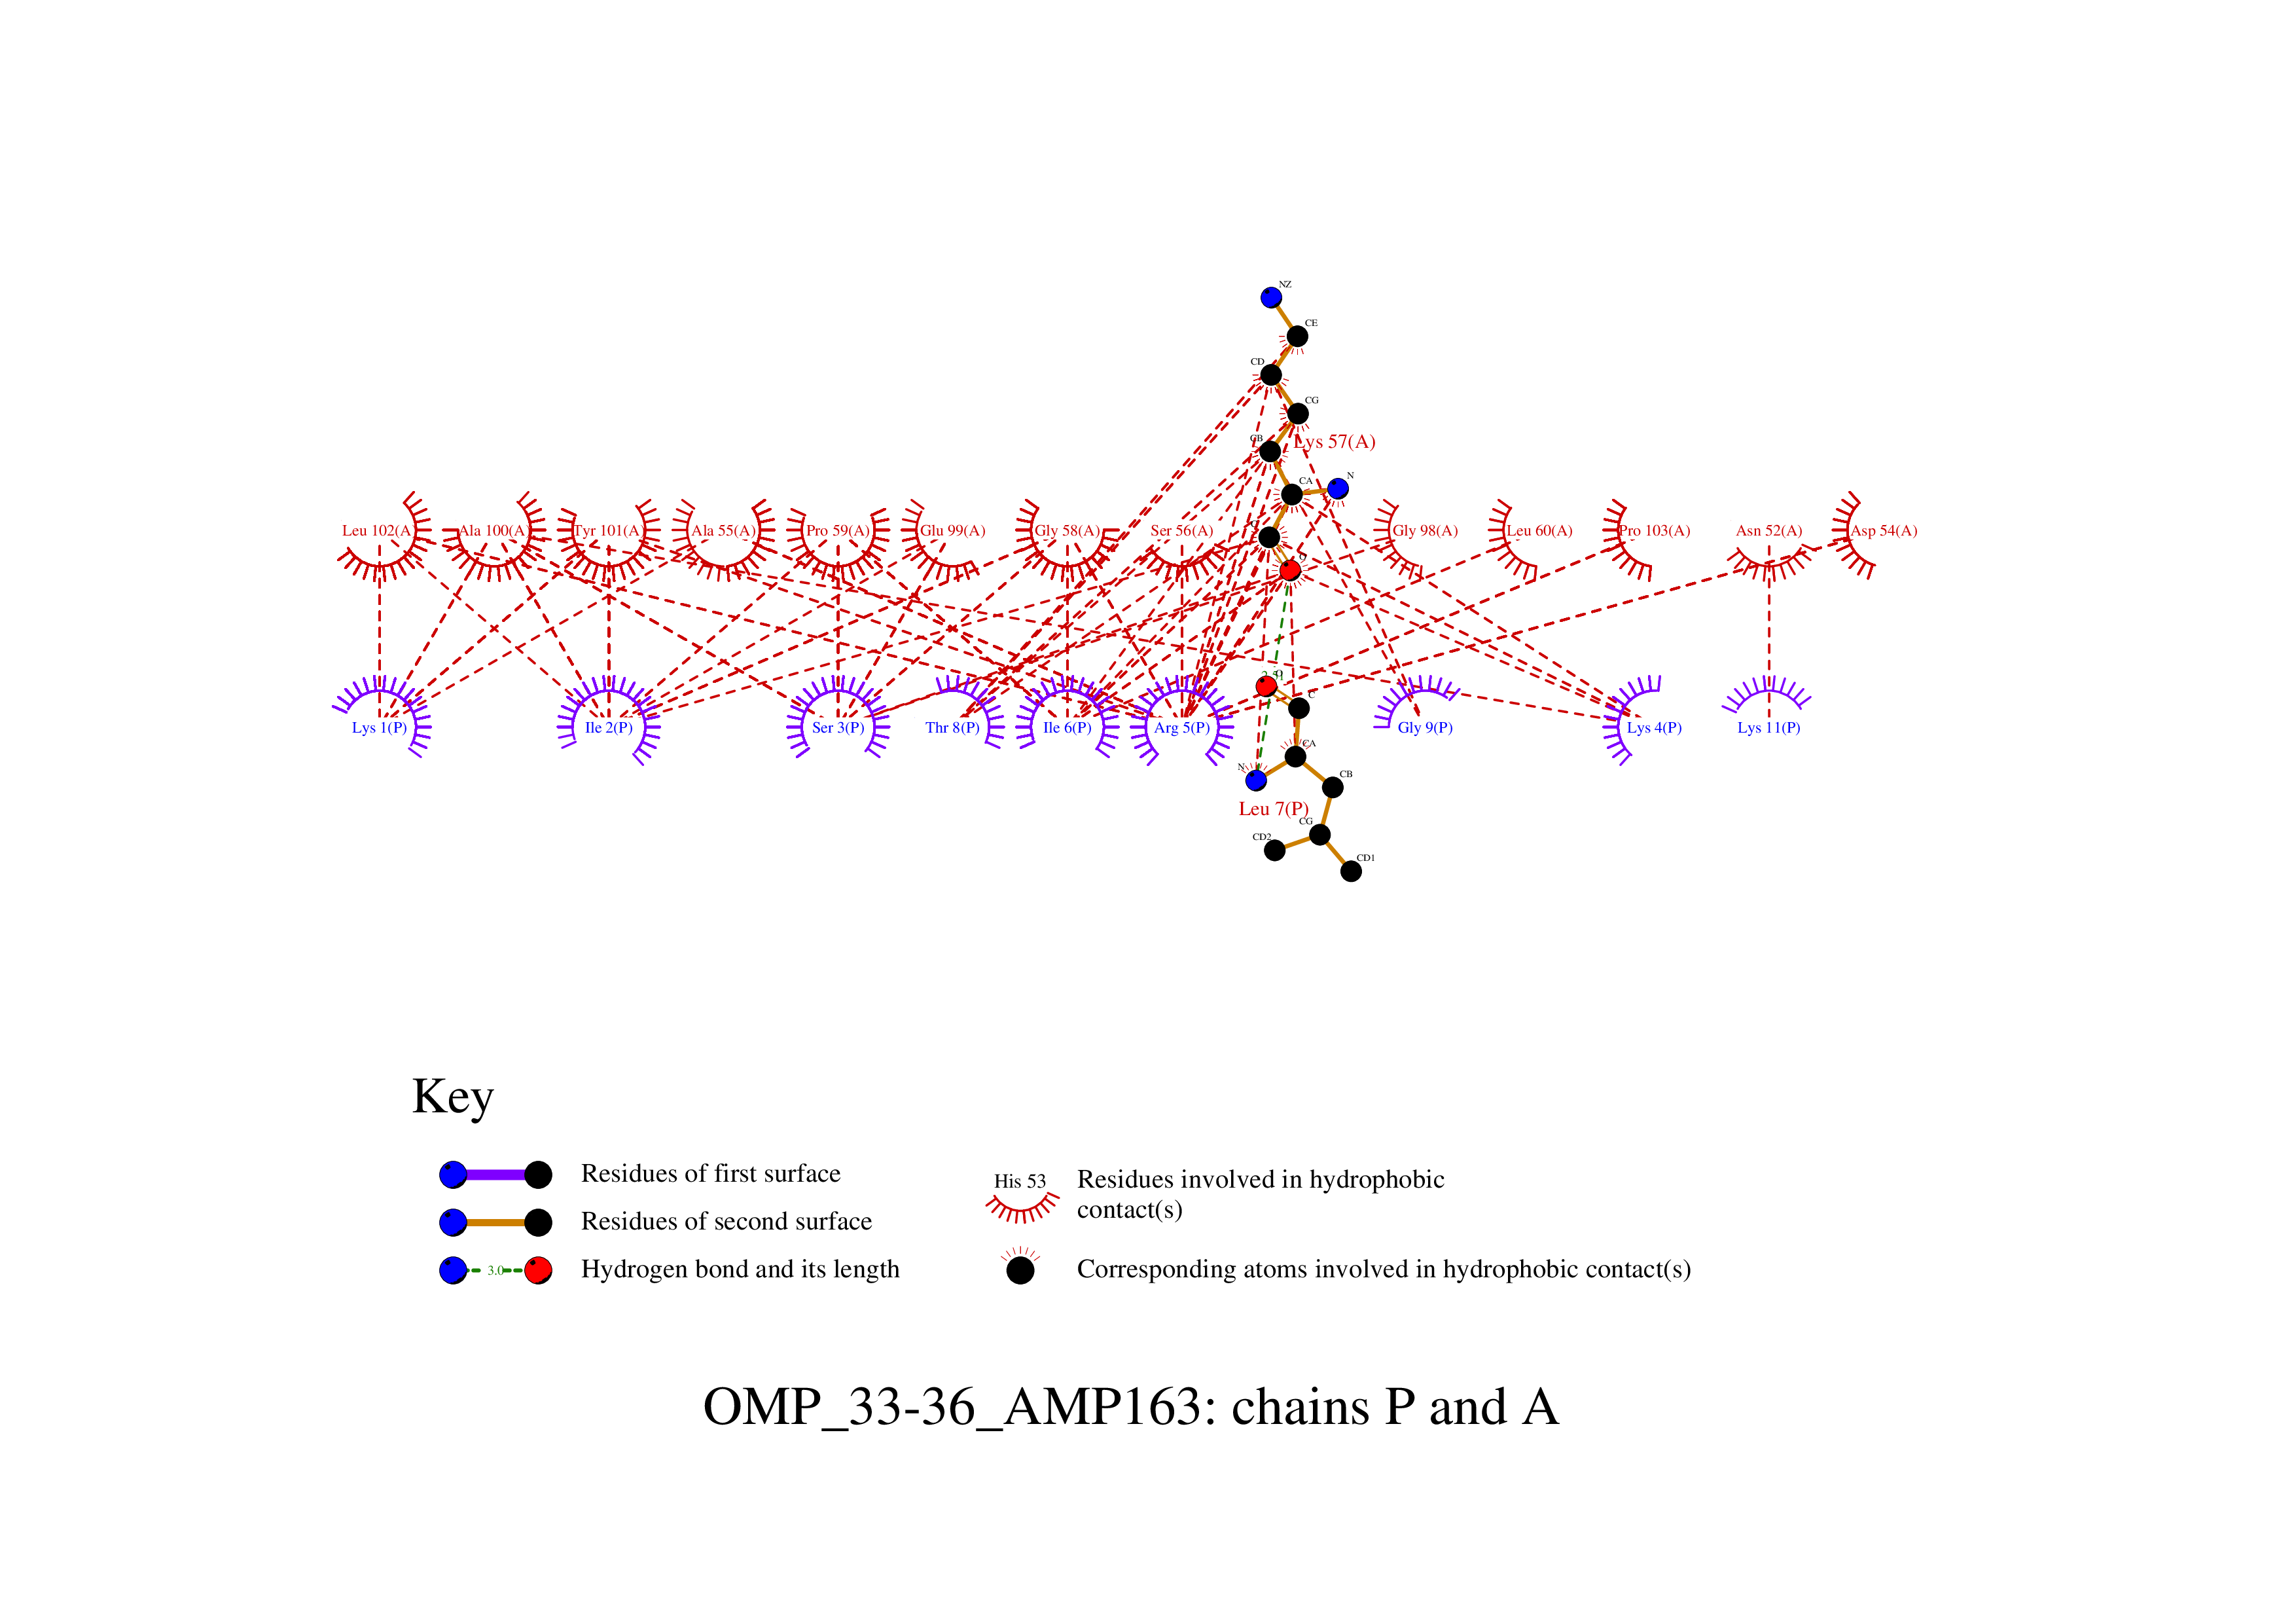 NZ
CE
CD
CG
CB
Lys 57(A)
N
CA
C
O
Leu 102(A)
Ala 100(A)
Tyr 101(A)
Ala 55(A)
Pro 59(A)
Glu 99(A)
Gly 58(A)
Ser 56(A)
Gly 98(A)
Leu 60(A)
Pro 103(A)
Asn 52(A)
Asp 54(A)
O
C
Lys 1(P)
Ile 2(P)
Ser 3(P)
Thr 8(P)
Ile 6(P)
Arg 5(P)
Gly 9(P)
Lys 4(P)
Lys 11(P)
CA
N
CB
Leu 7(P)
CG
CD2
CD1
Key
Residues of first surface
Residues of second surface
3.0
Hydrogen bond and its length
His 53
Residues involved in hydrophobic
contact(s)
Corresponding atoms involved in hydrophobic contact(s)
OMP_33-36_AMP163: chains P and A